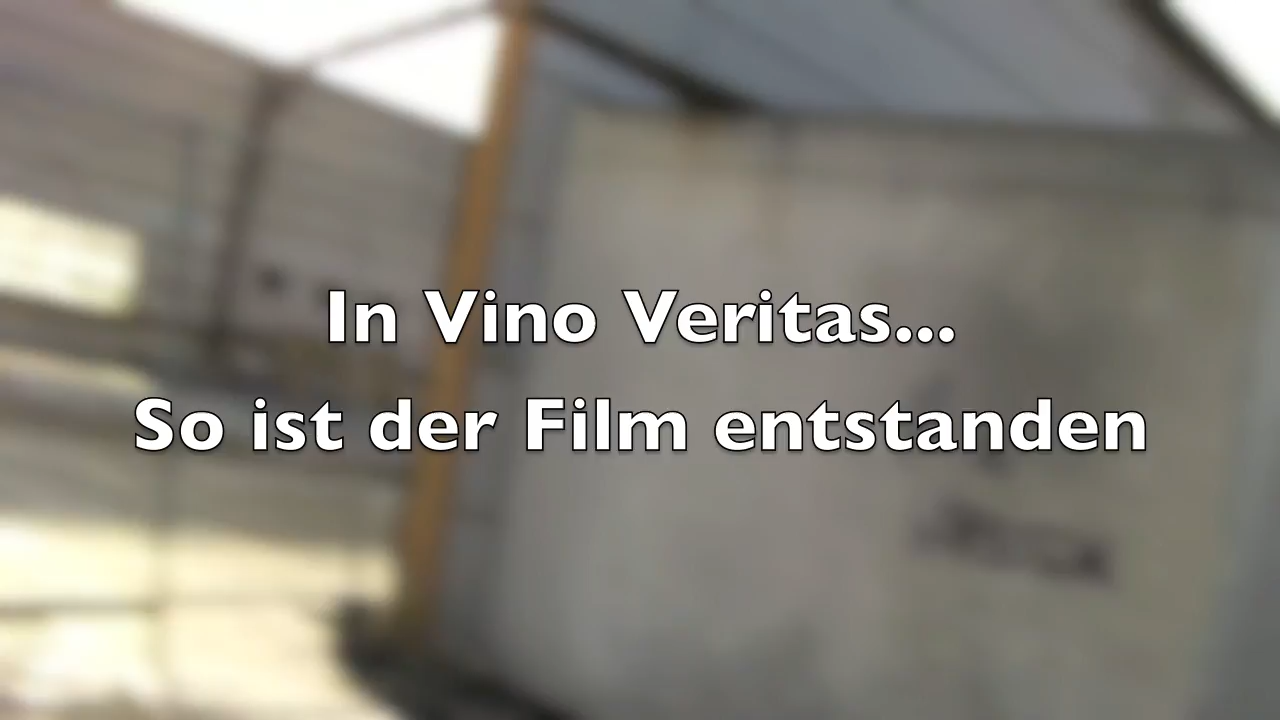 In Vino Veritas...
So ist der Film entstanden